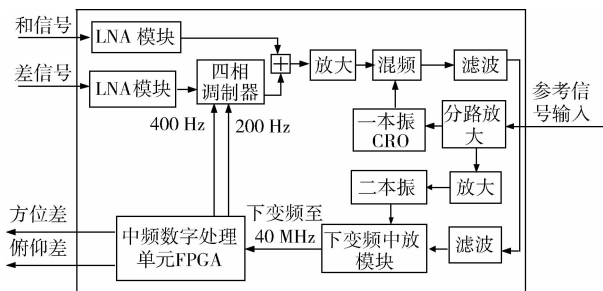 和信号
LNA 模块
差信号
LNA模块
四相
调制器
放大
混频
滤波
400 Hz
200 Hz
一本振
CRO
分路放
大
参考信
号输入
二本振
放大
方位差
俯仰差
中频数字处理
单元FPGA
下变频至
40 MHz
下变频中放
模块
滤波